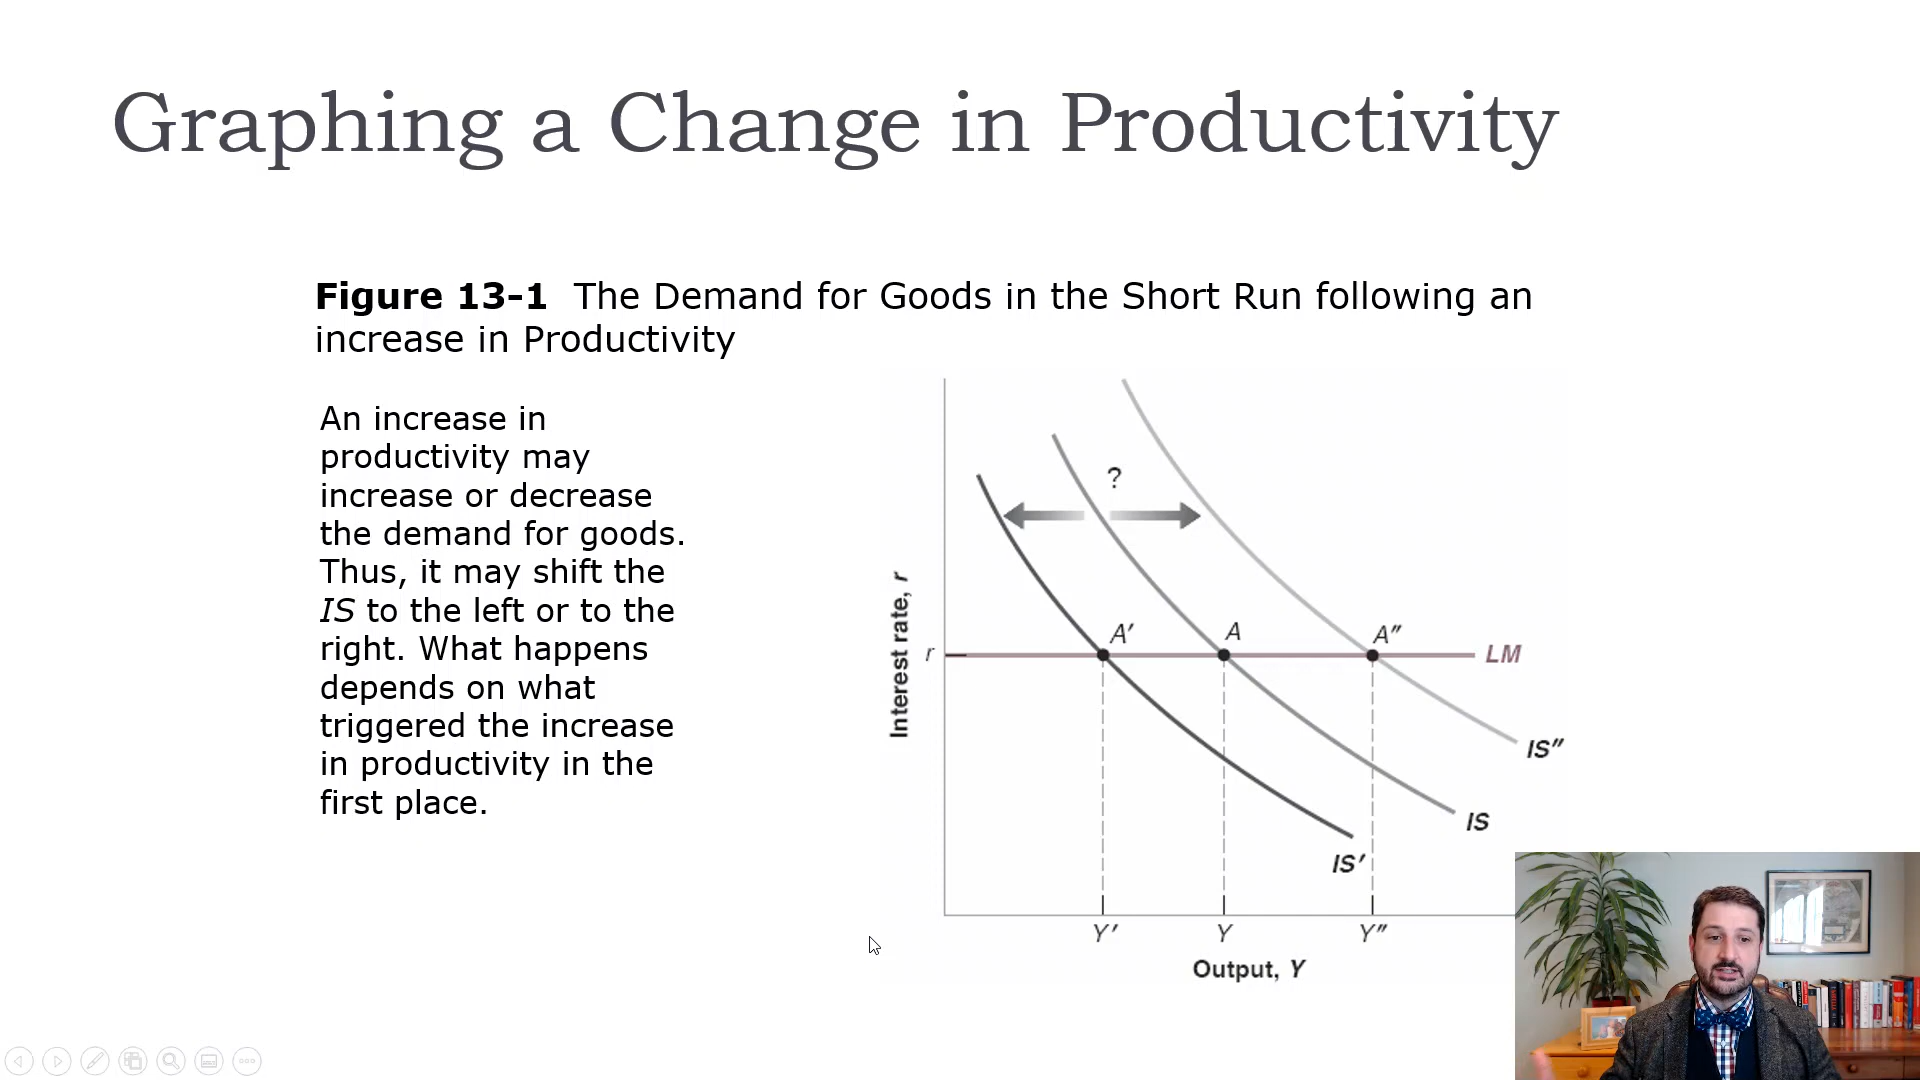 Graphing a Change in Productivity
Figure 13-1 The Demand for Goods in the Short Run following an
increase in Productivity
An increase in
productivity may
increase or decrease
the demand for goods.
Thus, it may shift the
IS to the left or to the
right. What happens
depends on what
triggered the increase
in productivity in the
first place.
?
Interest rate, r
r
A′
A
A″
LM
IS″
IS
IS′
Y′
Y
Y″
Output, Y